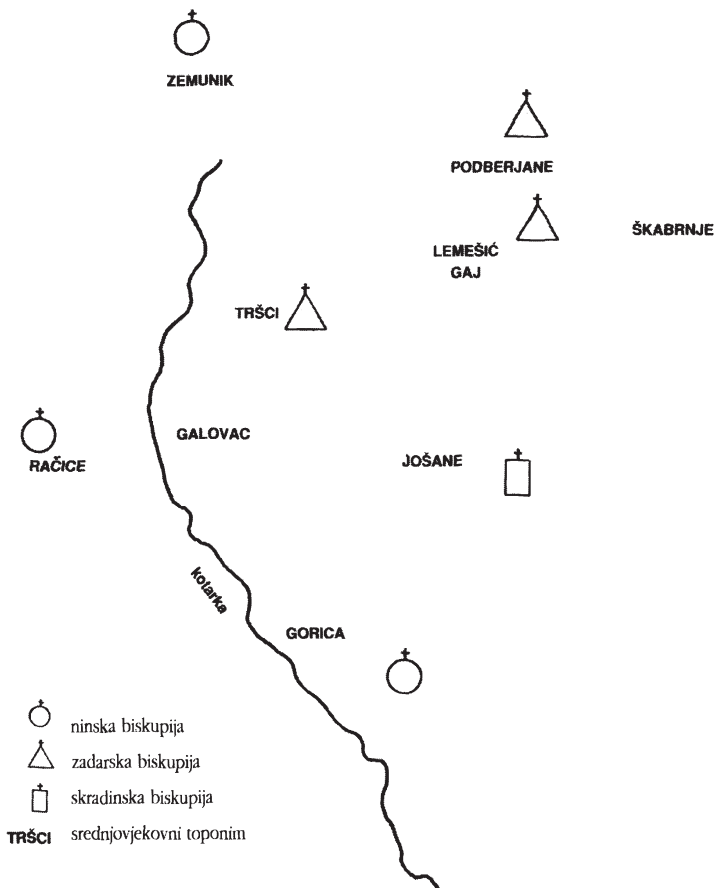 ZEMUNIK
PODBERJANE
ŠKABRNJE
LEMEŠIĆ
GAJ
TRŠCI
GALOVAC
RAČICE
JOŠANE
kotarka
GORICA
ninska biskupija
zadarska biskupija
skradinska biskupija
TRŠCI srednjovjekovni toponim